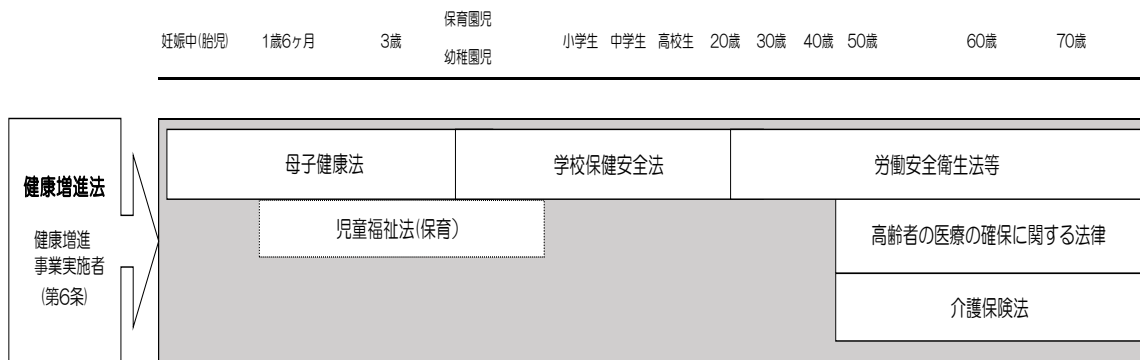 保育園児
妊娠中(胎児) 1歳6ヶ月 3歳 小学生 中学生 高校生 20歳 30歳 40歳 50歳 60歳 70歳
幼稚園児
母子健康法 学校保健安全法 労働安全衛生法等
健康増進法
児童福祉法(保育)
高齢者の医療の確保に関する法律
健康増進
事業実施者
(第6条)
介護保険法